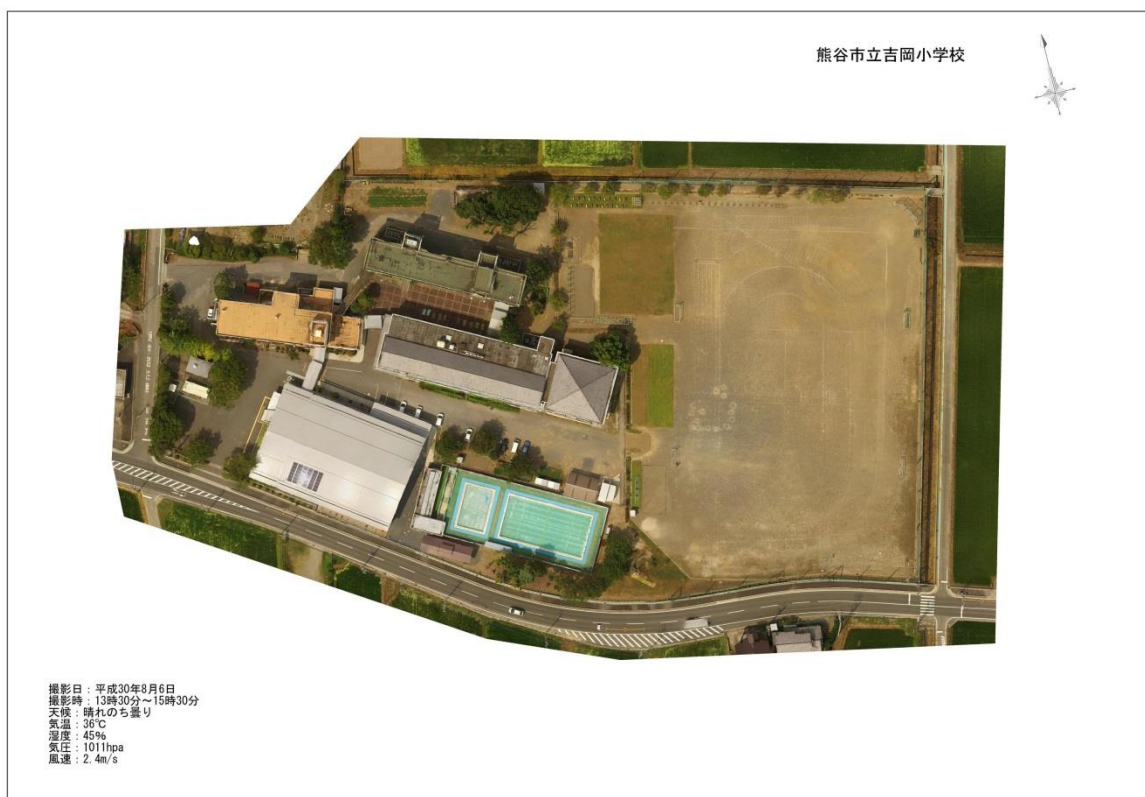 熊谷市立吉岡小学校
撮影日：平成30年8月6日
撮影時：13時30分～15時30分
天候：晴れのち曇り
気温：36℃
湿度：45%
気圧：1011hpa
風速：2.4m/s